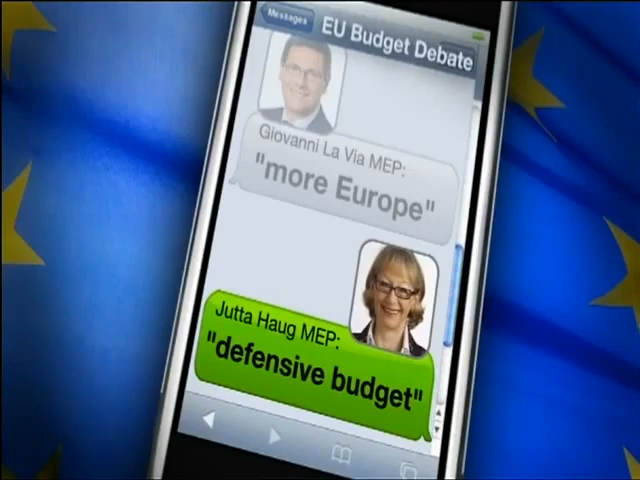 Messages
EU Budget Debate
Giovanni La Via MEP:
"more Europe"
Jutta Haug MEP:
"defensive budget"